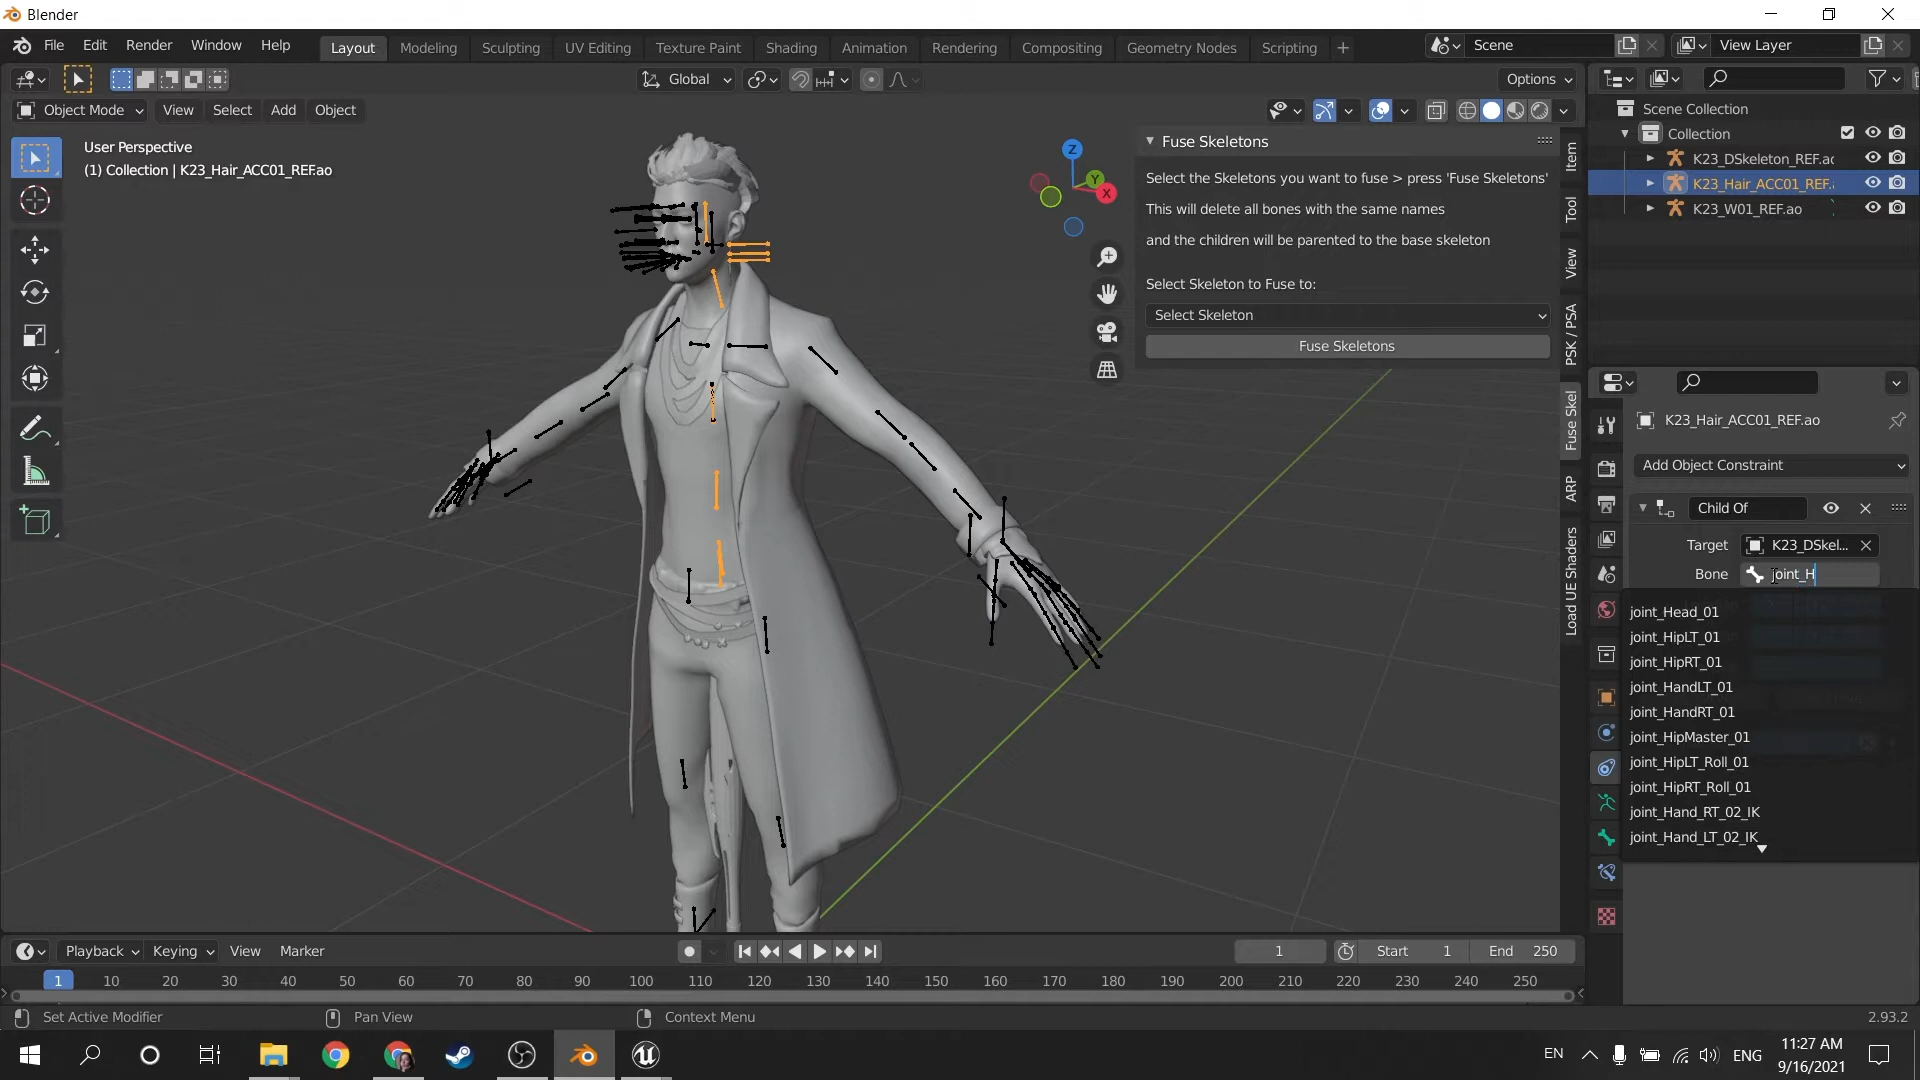 Blender
File Edit Render Window Help Layout Modeling Sculpting UV Editing Texture Paint Shading Animation Rendering Compositing Geometry Nodes Scripting + Scene View Layer
Global Options
Object Mode View Select Add Object
User Perspective
(1) Collection | K23_Hair_ACC01_REF.ao
Z
Y
X
Fuse Skeletons
Select the Skeletons you want to fuse > press 'Fuse Skeletons'
This will delete all bones with the same names
and the children will be parented to the base skeleton
Select Skeleton to Fuse to:
Select Skeleton
Fuse Skeletons
Item
Tool
View
PSK / PSA
Fuse Skel
ARP
Load UE Shaders
Scene Collection
Collection
K23_DSkeleton_REF.ac
K23_Hair_ACC01_REF.
K23_W01_REF.ao
K23_Hair_ACC01_REF.ao
Add Object Constraint
Child Of
Target K23_DSkel...
Bone joint_H
joint_Head_01
joint_HipLT_01
joint_HipRT_01
joint_HandLT_01
joint_HandRT_01
joint_HipMaster_01
joint_HipLT_Roll_01
joint_HipRT_Roll_01
joint_Hand_RT_02_IK
joint_Hand_LT_02_IK
Playback Keying View Marker 1 Start 1 End 250
1 10 20 30 40 50 60 70 80 90 100 110 120 130 140 150 160 170 180 190 200 210 220 230 240 250
Set Active Modifier Pan View Context Menu 2.93.2
EN ENG 11:27 AM
9/16/2021